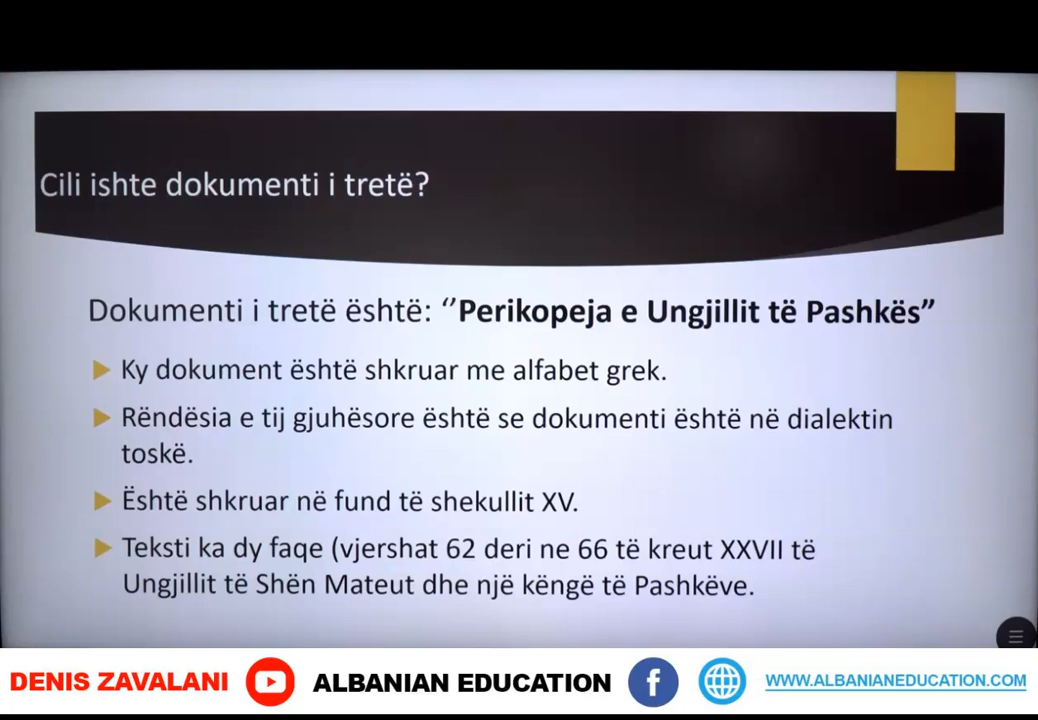 Cili ishte dokumenti i tretë?
Dokumenti i tretë është: ‘’Perikopeja e Ungjillit të Pashkës”
Ky dokument është shkruar me alfabet grek.
Rëndësia e tij gjuhësore është se dokumenti është në dialektin
toskë.
Është shkruar në fund të shekullit XV.
Teksti ka dy faqe (vjershat 62 deri ne 66 të kreut XXVII të
Ungjillit të Shën Mateut dhe një këngë të Pashkëve.
DENIS ZAVALANI ALBANIAN EDUCATION f WWW.ALBANIANEDUCATION.COM